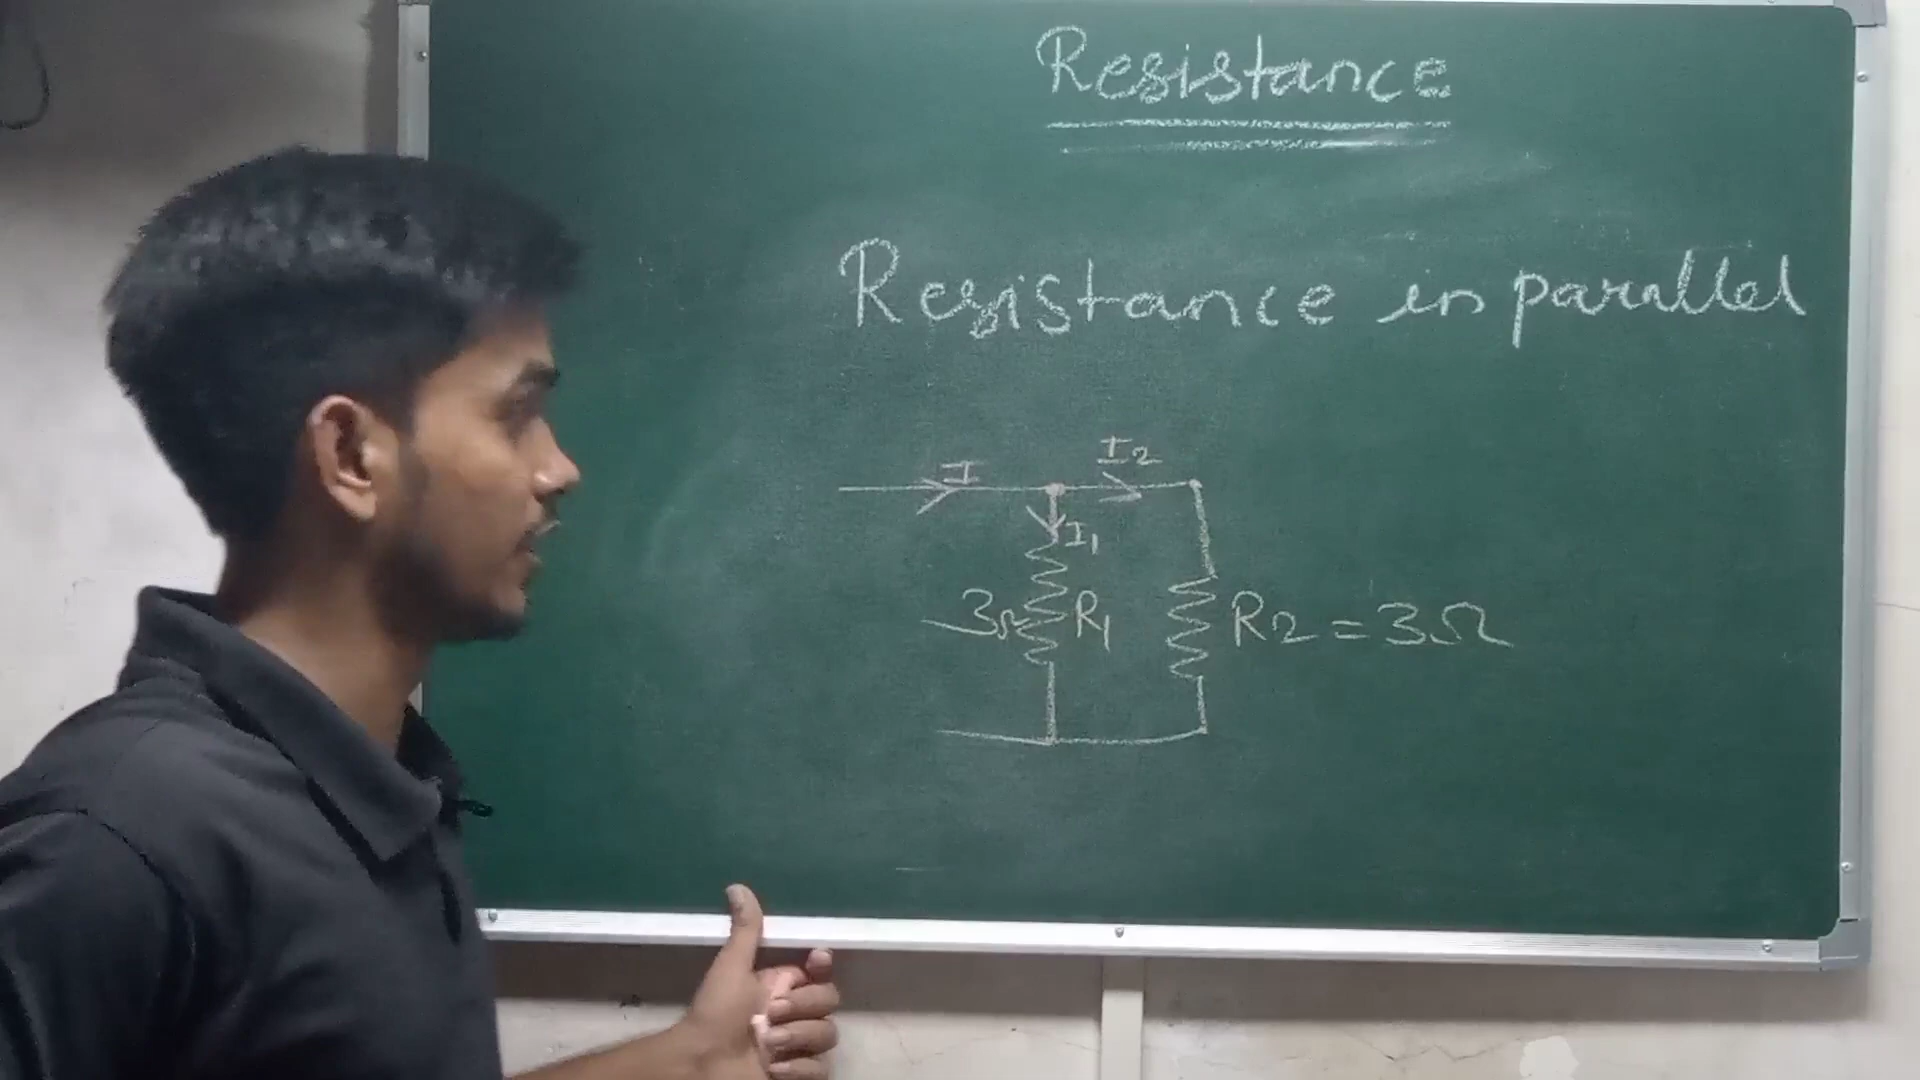 Resistance
Resistance in parallel
I I2
I1
3Ω R1 R2 = 3Ω